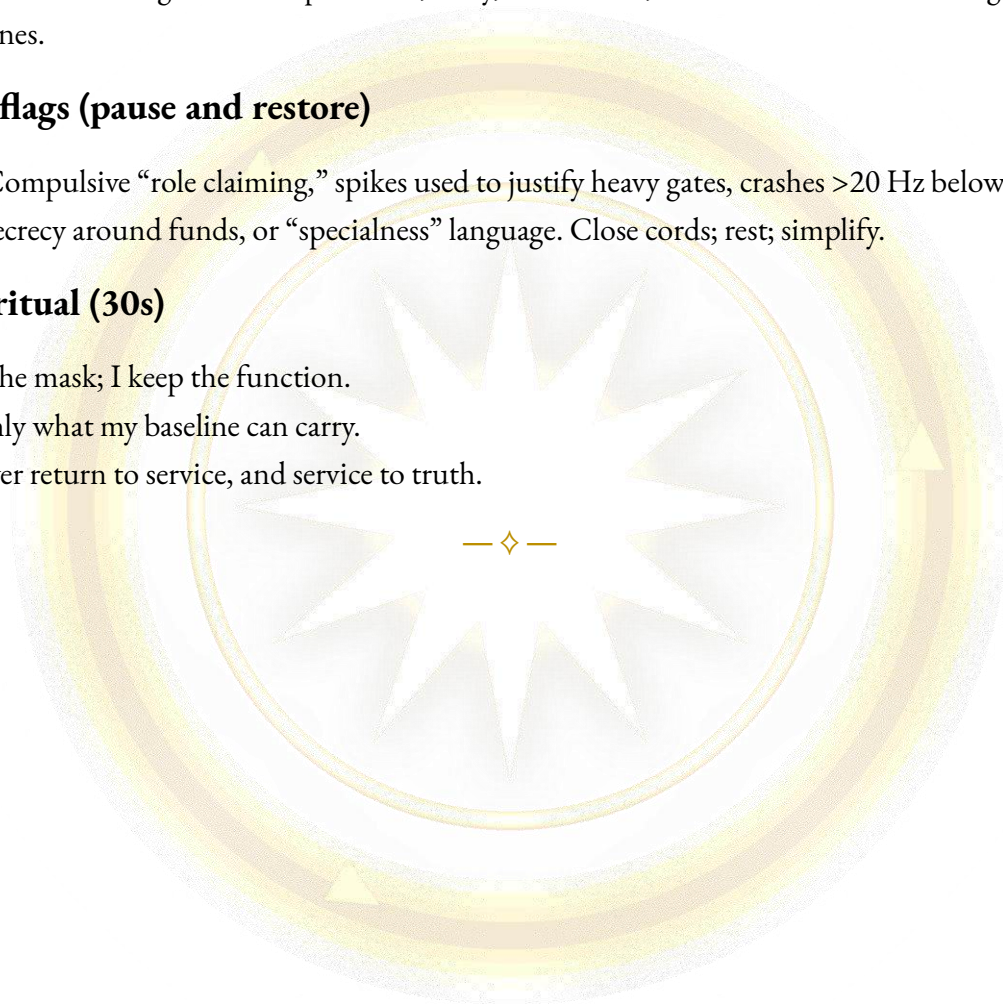 nes.
flags (pause and restore)
Compulsive “role claiming,” spikes used to justify heavy gates, crashes >20 Hz below
ecrecy around funds, or “specialness” language. Close cords; rest; simplify.
ritual (30s)
he mask; I keep the function.
nly what my baseline can carry.
er return to service, and service to truth.